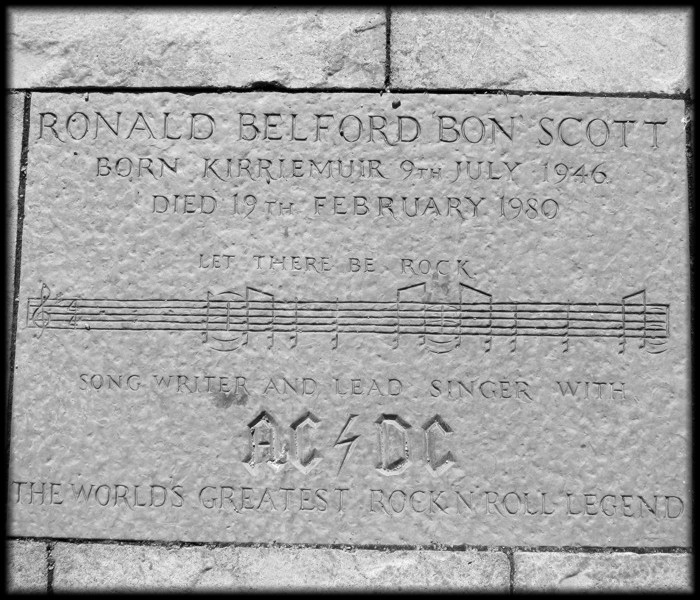 RONALD BELFORD 'BON' SCOTT
BORN KIRRIEMUIR 9TH JULY 1946.
DIED 19TH FEBRUARY 1980
LET THERE BE ROCK.
SONG WRITER AND LEAD SINGER WITH
AC⚡DC
THE WORLD'S GREATEST ROCK'N'ROLL LEGEND